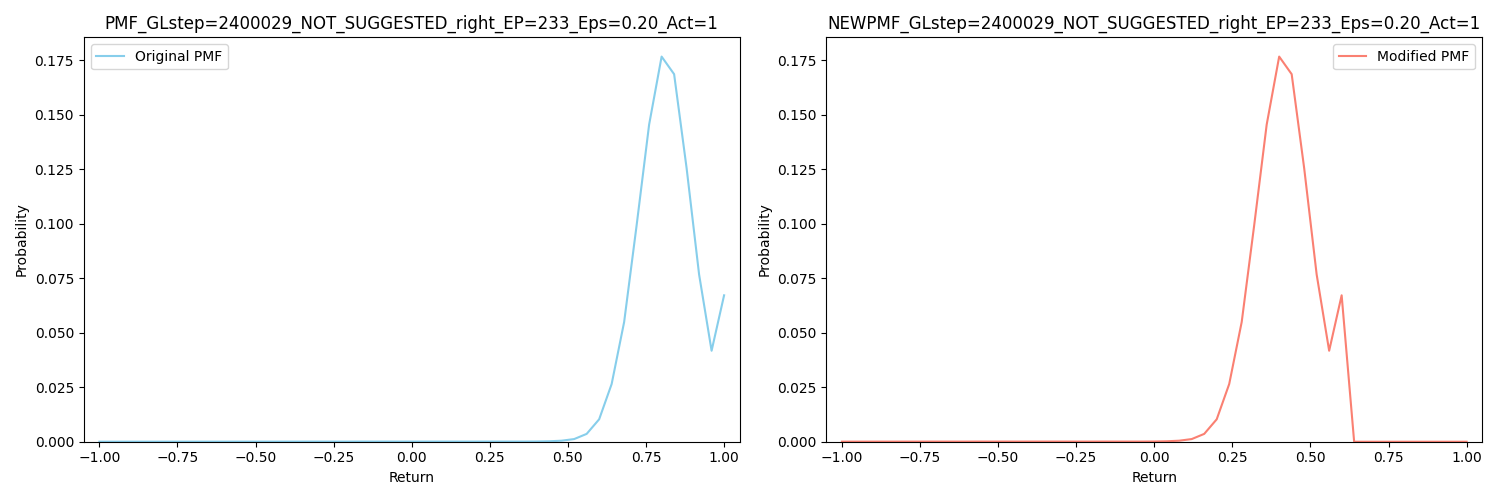 PMF_GLstep=2400029_NOT_SUGGESTED_right_EP=233_Eps=0.20_Act=1
Original PMF
0.175
0.150
0.125
0.100
0.075
0.050
0.025
0.000
Probability
−1.00 −0.75 −0.50 −0.25 0.00 0.25 0.50 0.75 1.00
Return
NEWPMF_GLstep=2400029_NOT_SUGGESTED_right_EP=233_Eps=0.20_Act=1
Modified PMF
0.175
0.150
0.125
0.100
0.075
0.050
0.025
0.000
Probability
−1.00 −0.75 −0.50 −0.25 0.00 0.25 0.50 0.75 1.00
Return